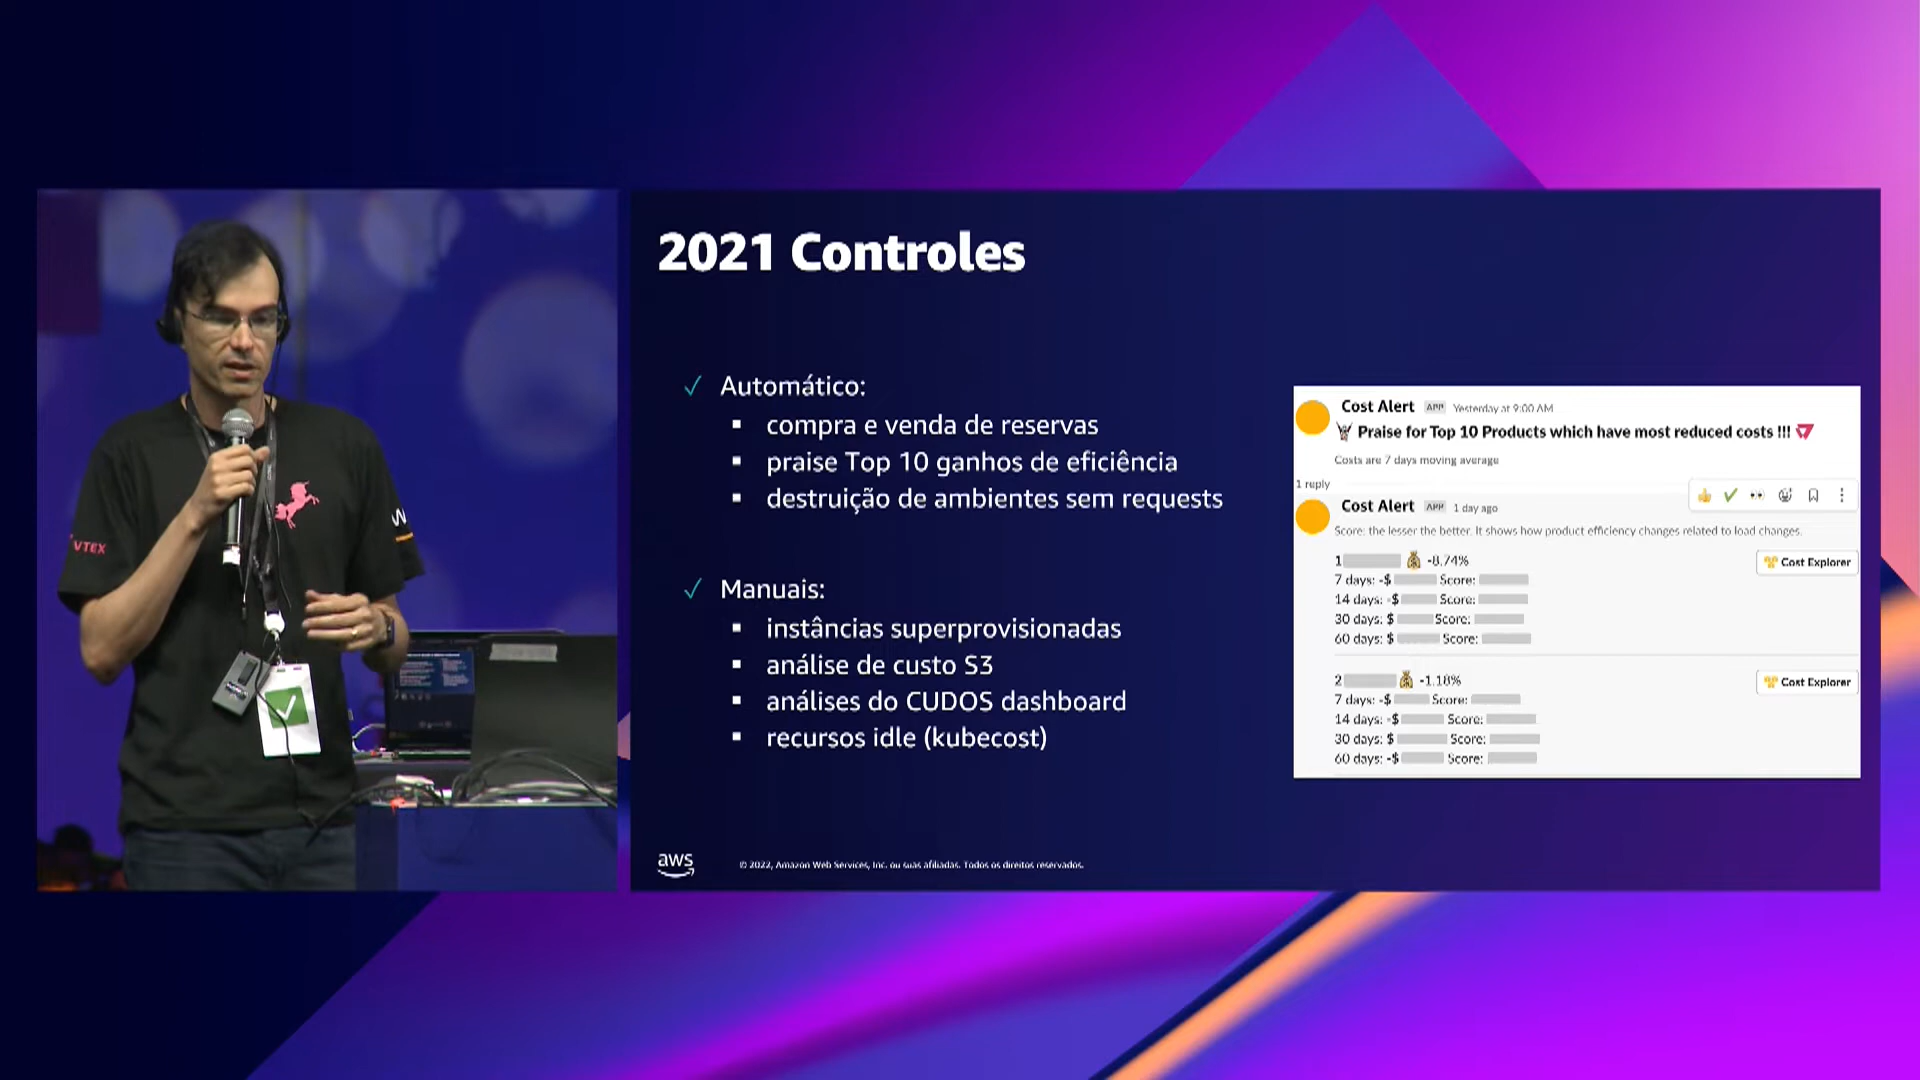 2021 Controles
✓ Automático:
▪ compra e venda de reservas
▪ praise Top 10 ganhos de eficiência
▪ destruição de ambientes sem requests
✓ Manuais:
▪ instâncias superprovisionadas
▪ análise de custo S3
▪ análises do CUDOS dashboard
▪ recursos idle (kubecost)
Cost Alert APP Yesterday at 9:00 AM
Praise for Top 10 Products which have most reduced costs !!!
Costs are 7 days moving average
1 reply
Cost Alert APP 1 day ago
Score: the lesser the better. It shows how product efficiency changes related to load changes.
1 -8.74% Cost Explorer
7 days: -$ Score:
14 days: -$ Score:
30 days: $ Score:
60 days: $ Score:
2 -1.18% Cost Explorer
7 days: -$ Score:
14 days: -$ Score:
30 days: $ Score:
60 days: -$ Score:
aws
© 2022, Amazon Web Services, Inc. ou suas afiliadas. Todos os direitos reservados.
VTEX